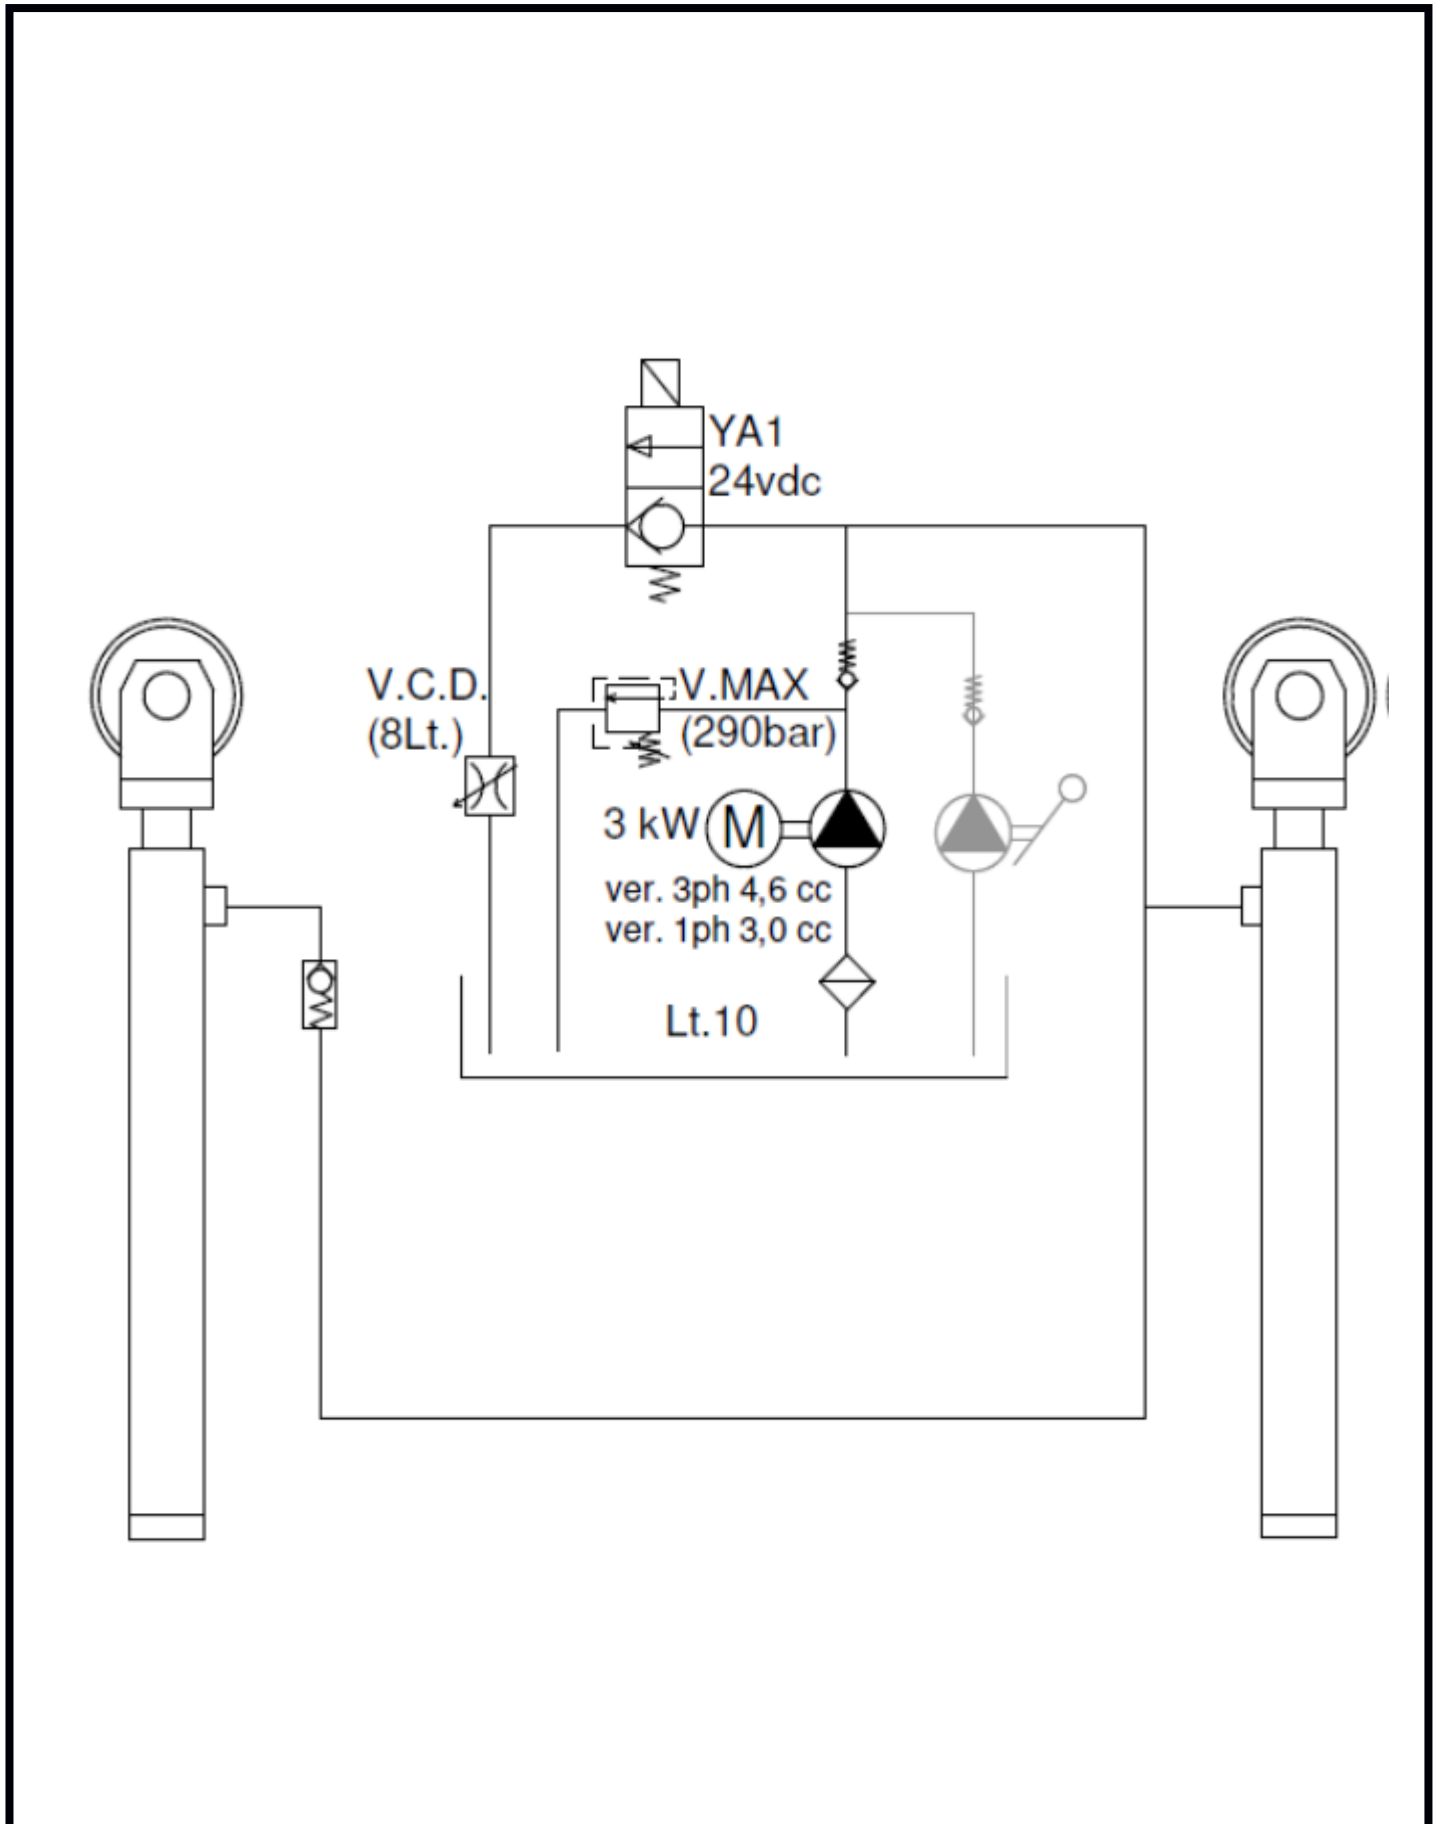 YA1
24vdc
V.C.D.
(8Lt.)
V.MAX
(290bar)
3 kW
M
ver. 3ph 4,6 cc
ver. 1ph 3,0 cc
Lt.10